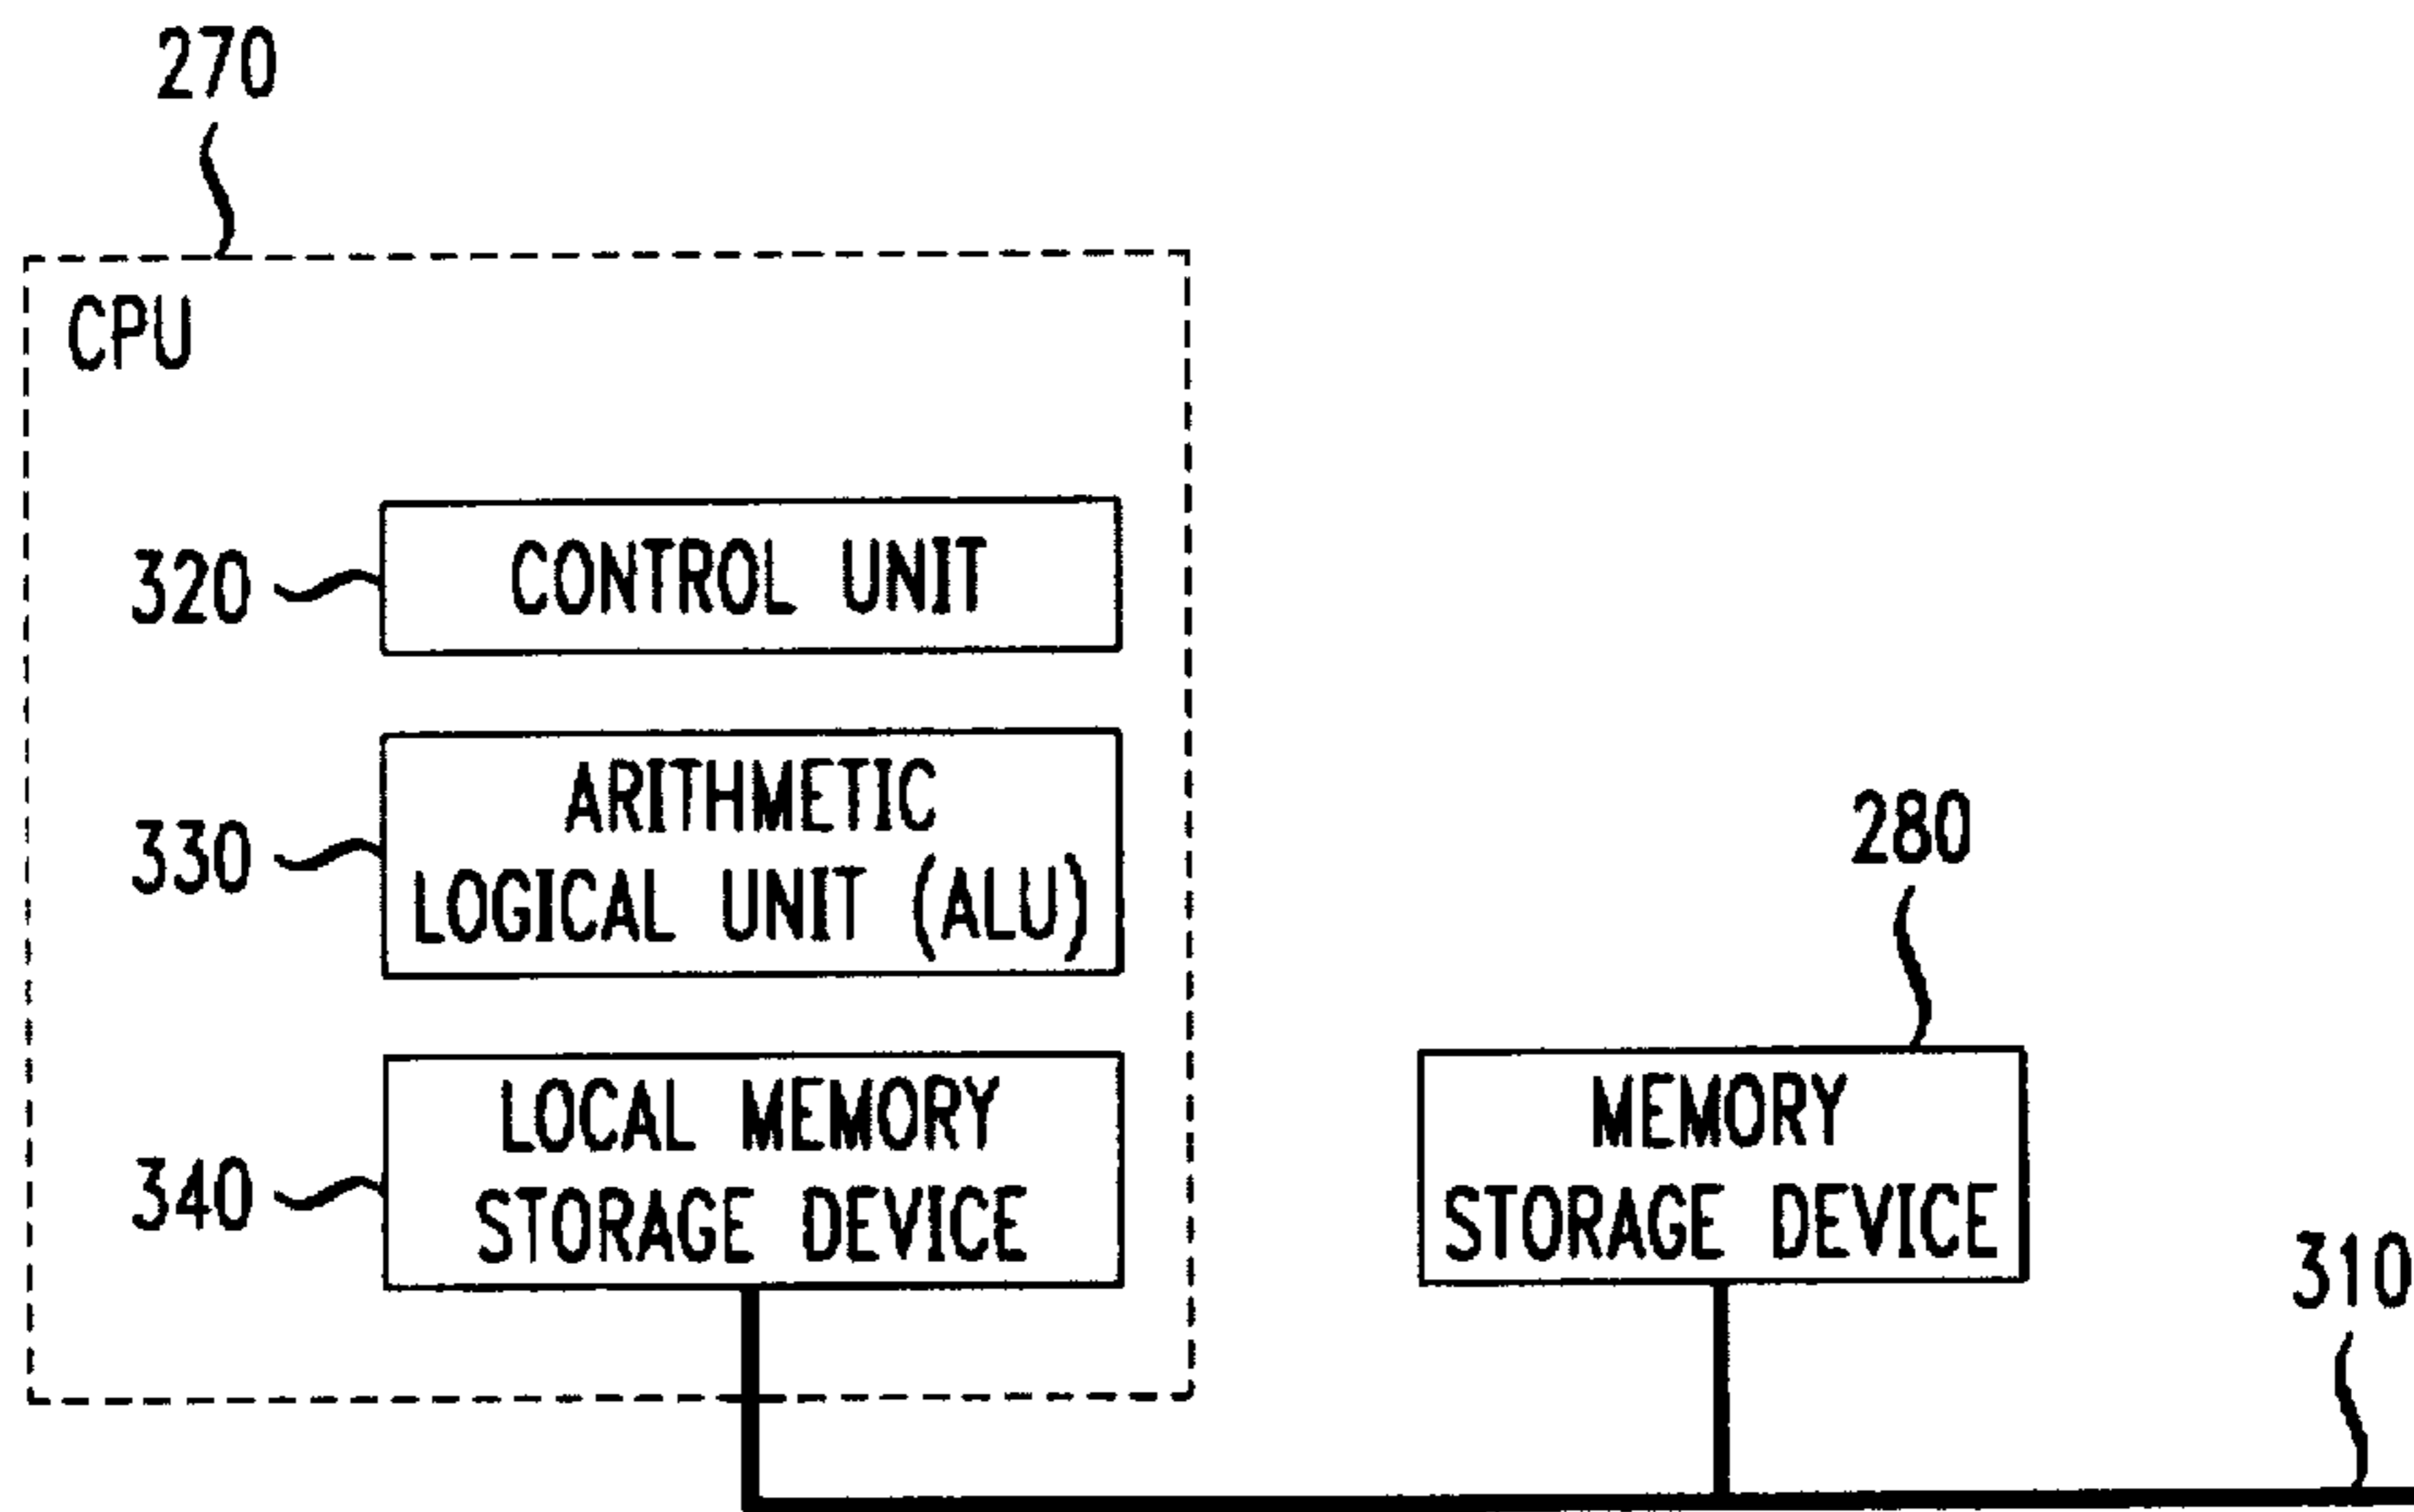 270
CPU
320
CONTROL UNIT
330
ARITHMETIC
LOGICAL UNIT (ALU)
280
340
LOCAL MEMORY
STORAGE DEVICE
MEMORY
STORAGE DEVICE
310